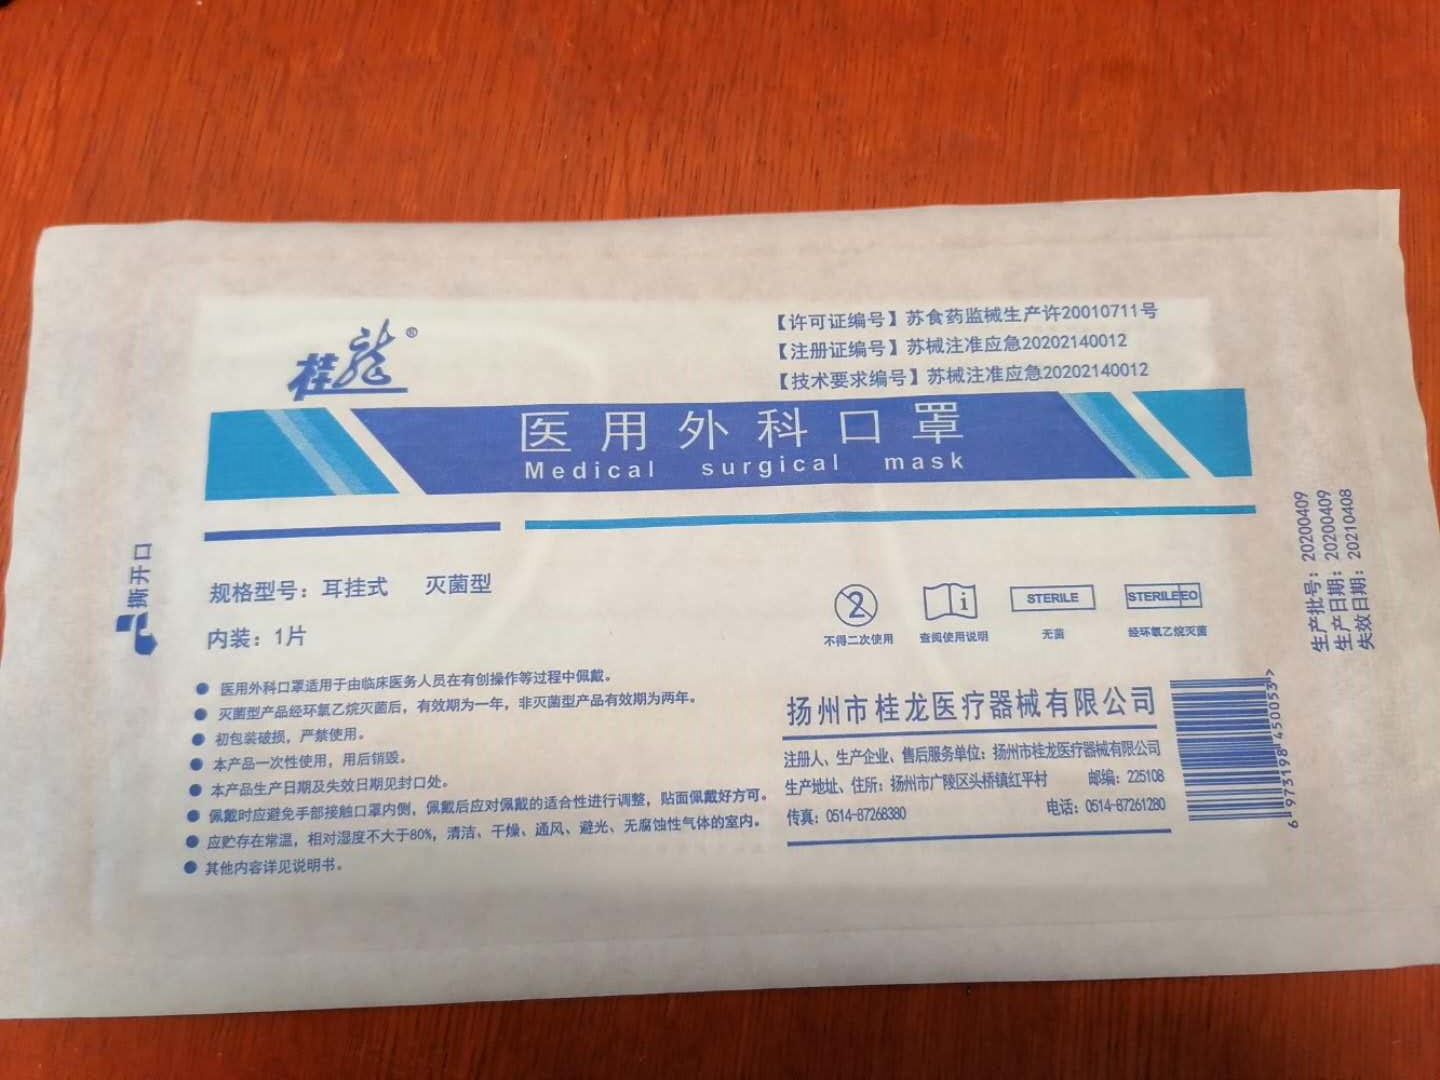 桂龙®
【许可证编号】苏食药监械生产许20010711号
【注册证编号】苏械注准应急20202140012
【技术要求编号】苏械注准应急20202140012
医用外科口罩
Medical surgical mask
撕开口
规格型号：耳挂式 灭菌型
内装：1片
2
i
STERILE
STERILE EO
不得二次使用
查阅使用说明
无菌
经环氧乙烷灭菌
● 医用外科口罩适用于由临床医务人员在有创操作等过程中佩戴。
● 灭菌型产品经环氧乙烷灭菌后，有效期为一年，非灭菌型产品有效期为两年。
● 初包装破损，严禁使用。
● 本产品一次性使用，用后销毁。
● 本产品生产日期及失效日期见封口处。
● 佩戴时应避免手部接触口罩内侧，佩戴后应对佩戴的适合性进行调整，贴面佩戴好方可。
● 应贮存在常温，相对湿度不大于80%，清洁、干燥、通风、避光、无腐蚀性气体的室内。
● 其他内容详见说明书。
扬州市桂龙医疗器械有限公司
注册人、生产企业、售后服务单位：扬州市桂龙医疗器械有限公司
生产地址、住所：扬州市广陵区头桥镇红平村 邮编：225108
传真：0514-87268380 电话：0514-87261280
6 973198 450053>
生产批号：20200409
生产日期：20200409
失效日期：20210408